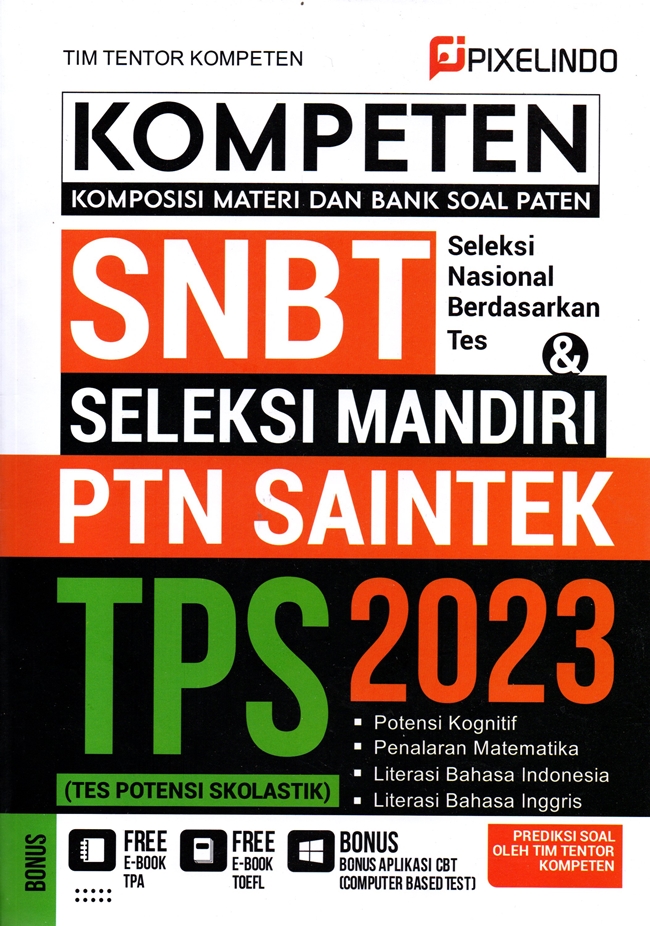 TIM TENTOR KOMPETEN
PIXELINDO
KOMPETEN
KOMPOSISI MATERI DAN BANK SOAL PATEN
SNBT
Seleksi
Nasional
Berdasarkan
Tes
&
SELEKSI MANDIRI
PTN SAINTEK
TPS
(TES POTENSI SKOLASTIK)
2023
▪ Potensi Kognitif
▪ Penalaran Matematika
▪ Literasi Bahasa Indonesia
▪ Literasi Bahasa Inggris
BONUS
FREE
E-BOOK
TPA
FREE
E-BOOK
TOEFL
BONUS
BONUS APLIKASI CBT
(COMPUTER BASED TEST)
PREDIKSI SOAL
OLEH TIM TENTOR
KOMPETEN